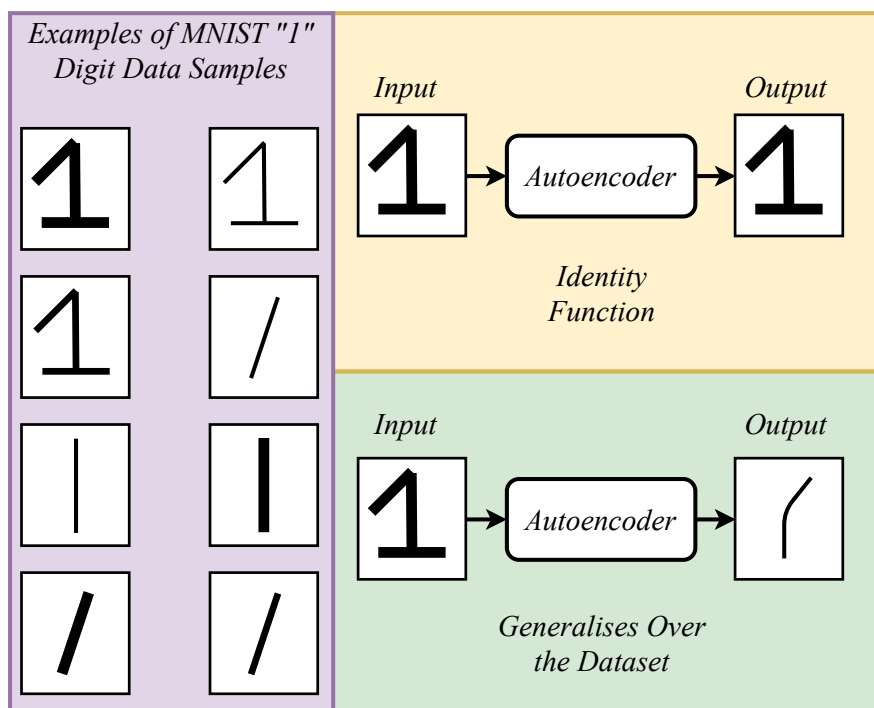 Examples of MNIST "1"
Digit Data Samples
Input
Output
Autoencoder
Identity
Function
Input
Output
Autoencoder
Generalises Over
the Dataset